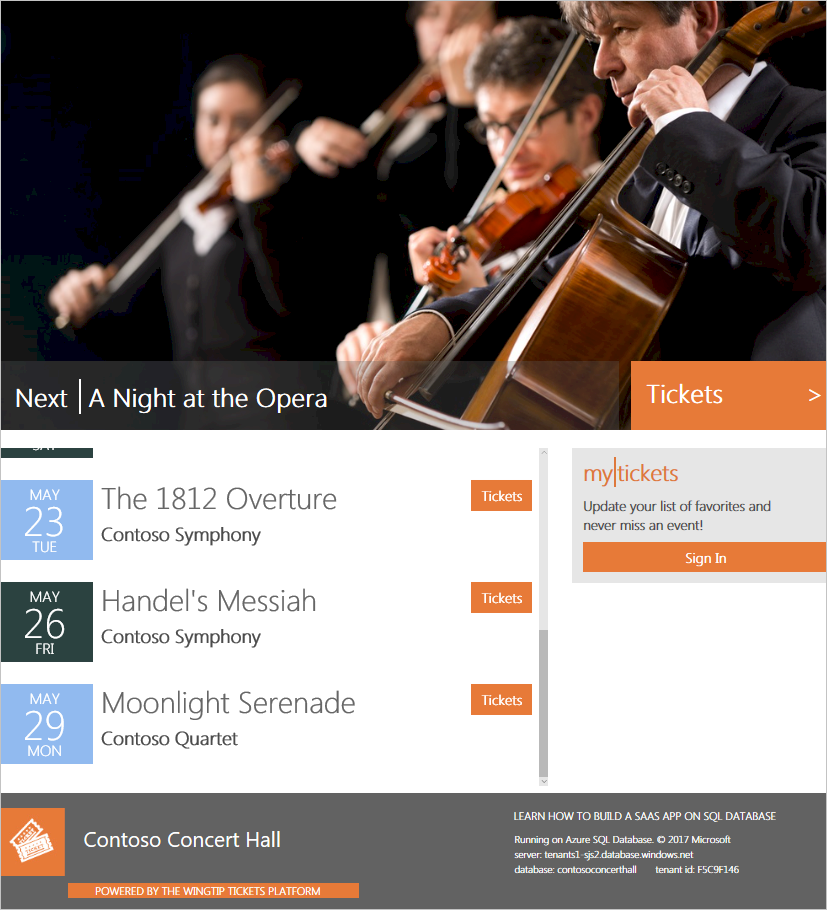 Next | A Night at the Opera
Tickets >
SAT
MAY
23
TUE
The 1812 Overture
Contoso Symphony
Tickets
MAY
26
FRI
Handel's Messiah
Contoso Symphony
Tickets
MAY
29
MON
Moonlight Serenade
Contoso Quartet
Tickets
my|tickets
Update your list of favorites and
never miss an event!
Sign In
Contoso Concert Hall
POWERED BY THE WINGTIP TICKETS PLATFORM
LEARN HOW TO BUILD A SAAS APP ON SQL DATABASE
Running on Azure SQL Database. © 2017 Microsoft
server: tenants1-sjs2.database.windows.net
database: contosoconcerthall tenant id: F5C9F146